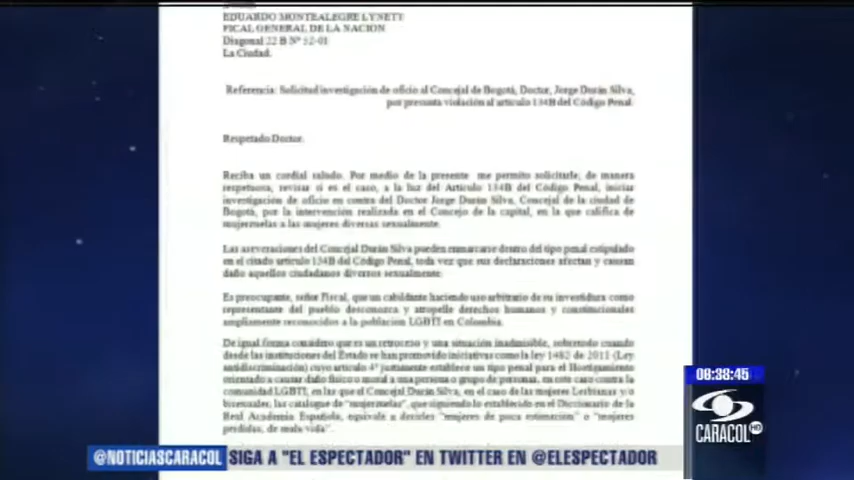 EDUARDO MONTEALEGRE LYNETT
FICAL GENERAL DE LA NACION
Diagonal 22 B Nº 52-01
La Ciudad.
Referencia: Solicitud investigación de oficio al Concejal de Bogotá, Doctor, Jorge Durán Silva,
por presunta violación al articulo 134B del Código Penal.
Respetado Doctor.
Reciba un cordial saludo. Por medio de la presente me permito solicitarle, de manera
respetuosa, revisar si es el caso, a la luz del Articulo 134B del Código Penal, iniciar
investigación de oficio en contra del Doctor Jorge Durán Silva, Concejal de la ciudad de
Bogotá, por la intervención realizada en el Concejo de la capital, en la que califica de
mujerzuelas a las mujeres diversas sexualmente.
Las aseveraciones del Concejal Durán Silva pueden enmarcarse dentro del tipo penal estipulado
en el citado articulo 134B del Código Penal, toda vez que sus declaraciones afectan y causan
daño aquellos ciudadanos diversos sexualmente.
Es preocupante, señor Fiscal, que un cabildante haciendo uso arbitrario de su investidura como
representante del pueblo desconozca y atropelle derechos humanos y constitucionales
ampliamente reconocidos a la población LGBTI en Colombia.
De igual forma considero que es un retroceso y una situación inadmisible, sobretodo cuando
desde las instituciones del Estado se han promovido iniciativas como la ley 1482 de 2011 (Ley
antidiscriminación) cuyo articulo 4º justamente establece un tipo penal para el Hostigamiento
orientado a causar daño físico o moral a una persona o grupo de personas, en este caso contra la
comunidad LGBTI, en las que el Concejal Durán Silva, en el caso de las mujeres Lesbianas y/o
bisexuales, las catalogue de "mujerzuelas", que siguiendo lo establecido en el Diccionario de la
Real Academia Española, equivale a decirles "mujeres de poca estimación" o "mujeres
perdidas, de mala vida".
08:38:45
CARACOL HD
@NOTICIASCARACOL SIGA A "EL ESPECTADOR" EN TWITTER EN @ELESPECTADOR